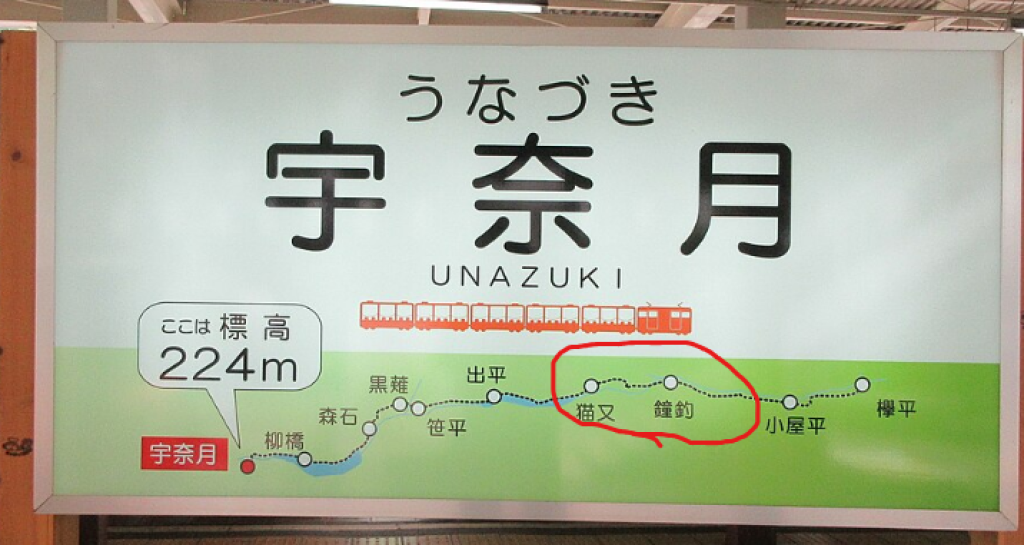 うなづき
宇奈月
UNAZUKI
ここは 標高
224m
宇奈月
柳橋
森石
黒薙
笹平
出平
猫又
鐘釣
小屋平
欅平